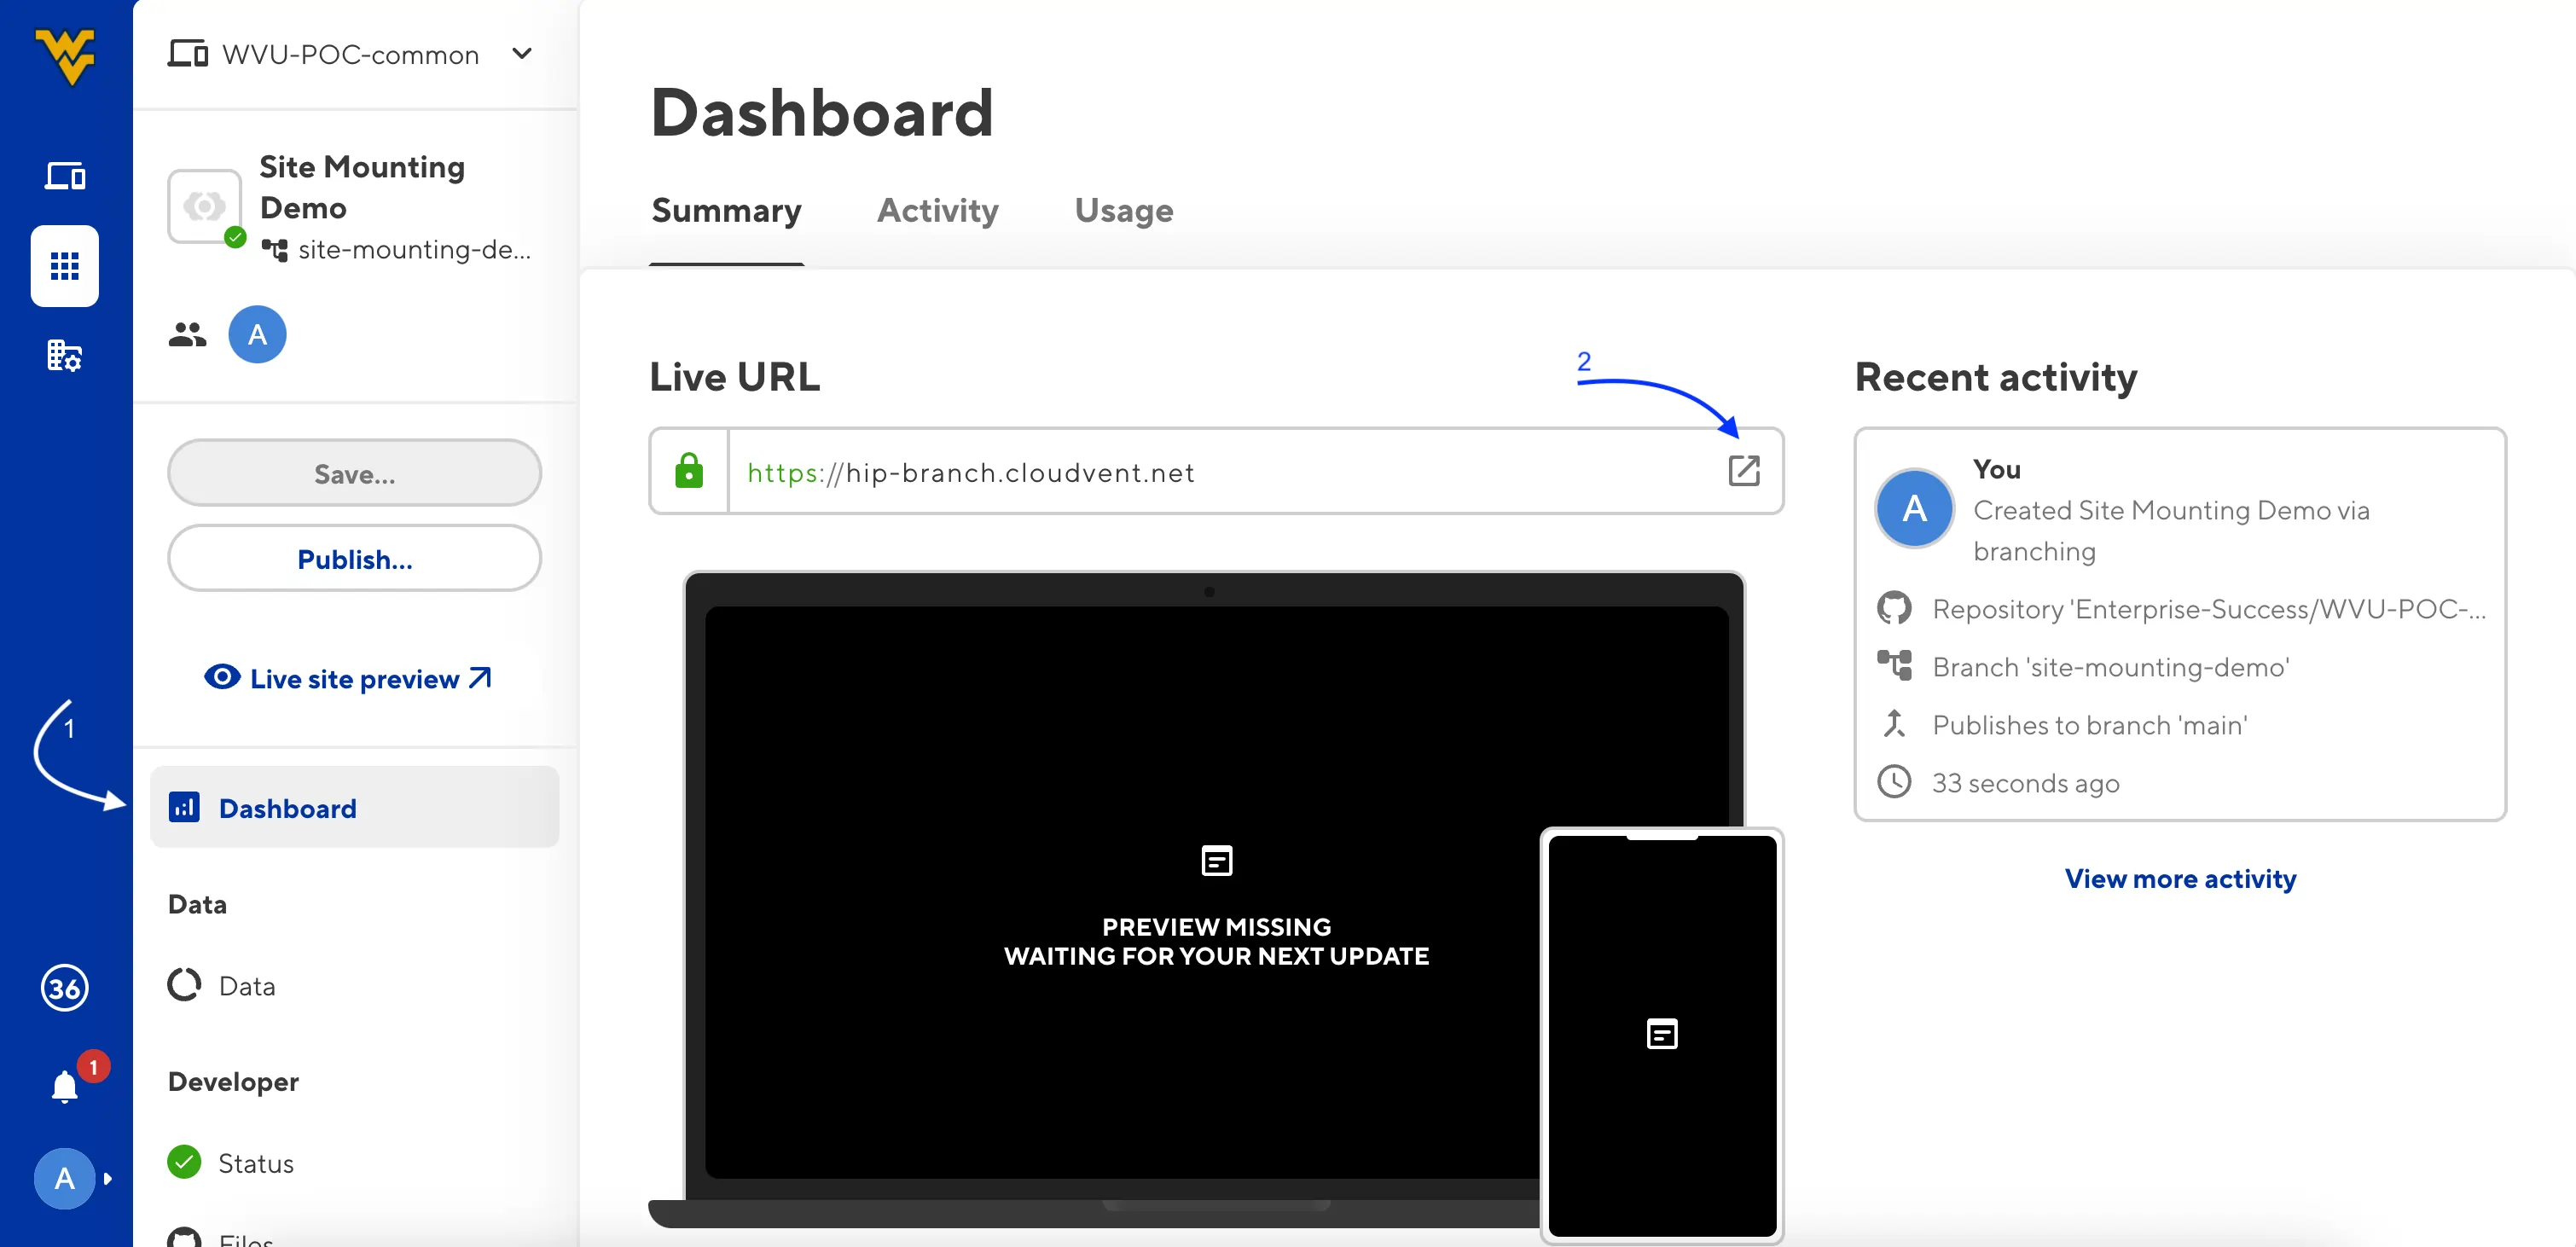 WVU-POC-common
Site Mounting
Demo
site-mounting-de...
A
Save...
Publish...
Live site preview
1
Dashboard
Data
Data
Developer
Status
Files
36
1
A
Dashboard
Summary Activity Usage
Live URL
2
https://hip-branch.cloudvent.net
PREVIEW MISSING
WAITING FOR YOUR NEXT UPDATE
Recent activity
A
You
Created Site Mounting Demo via
branching
Repository 'Enterprise-Success/WVU-POC-...
Branch 'site-mounting-demo'
Publishes to branch 'main'
33 seconds ago
View more activity